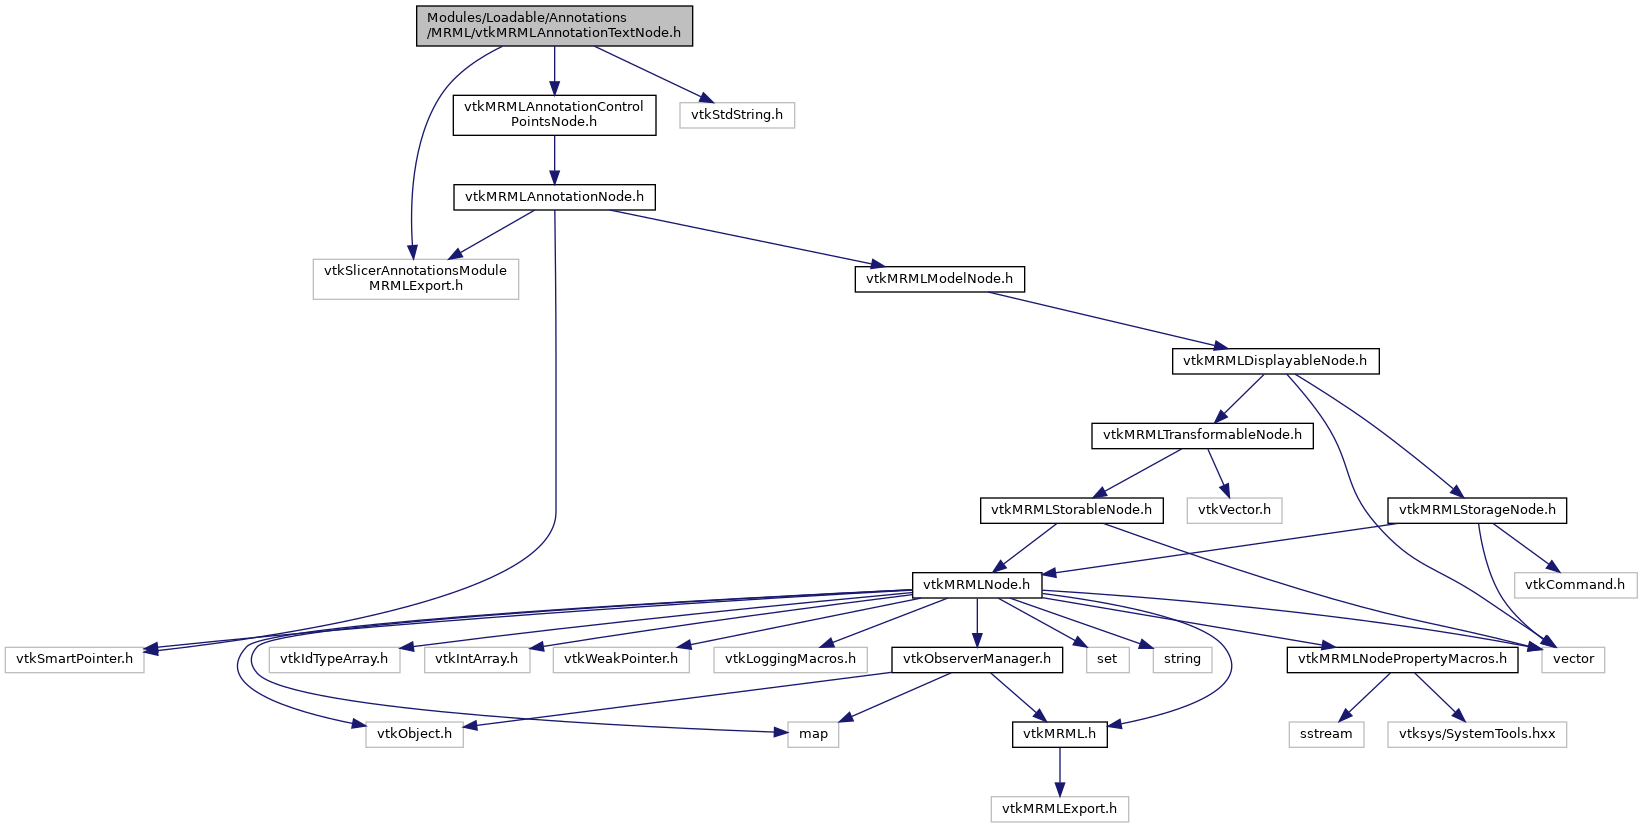 Modules/Loadable/Annotations
/MRML/vtkMRMLAnnotationTextNode.h
vtkMRMLAnnotationControl
PointsNode.h
vtkStdString.h
vtkMRMLAnnotationNode.h
vtkSlicerAnnotationsModule
MRMLExport.h
vtkMRMLModelNode.h
vtkMRMLDisplayableNode.h
vtkMRMLTransformableNode.h
vtkMRMLStorableNode.h
vtkVector.h
vtkMRMLStorageNode.h
vtkMRMLNode.h
vtkCommand.h
vtkSmartPointer.h
vtkIdTypeArray.h
vtkIntArray.h
vtkWeakPointer.h
vtkLoggingMacros.h
vtkObserverManager.h
set
string
vtkMRMLNodePropertyMacros.h
vector
vtkObject.h
map
vtkMRML.h
sstream
vtksys/SystemTools.hxx
vtkMRMLExport.h